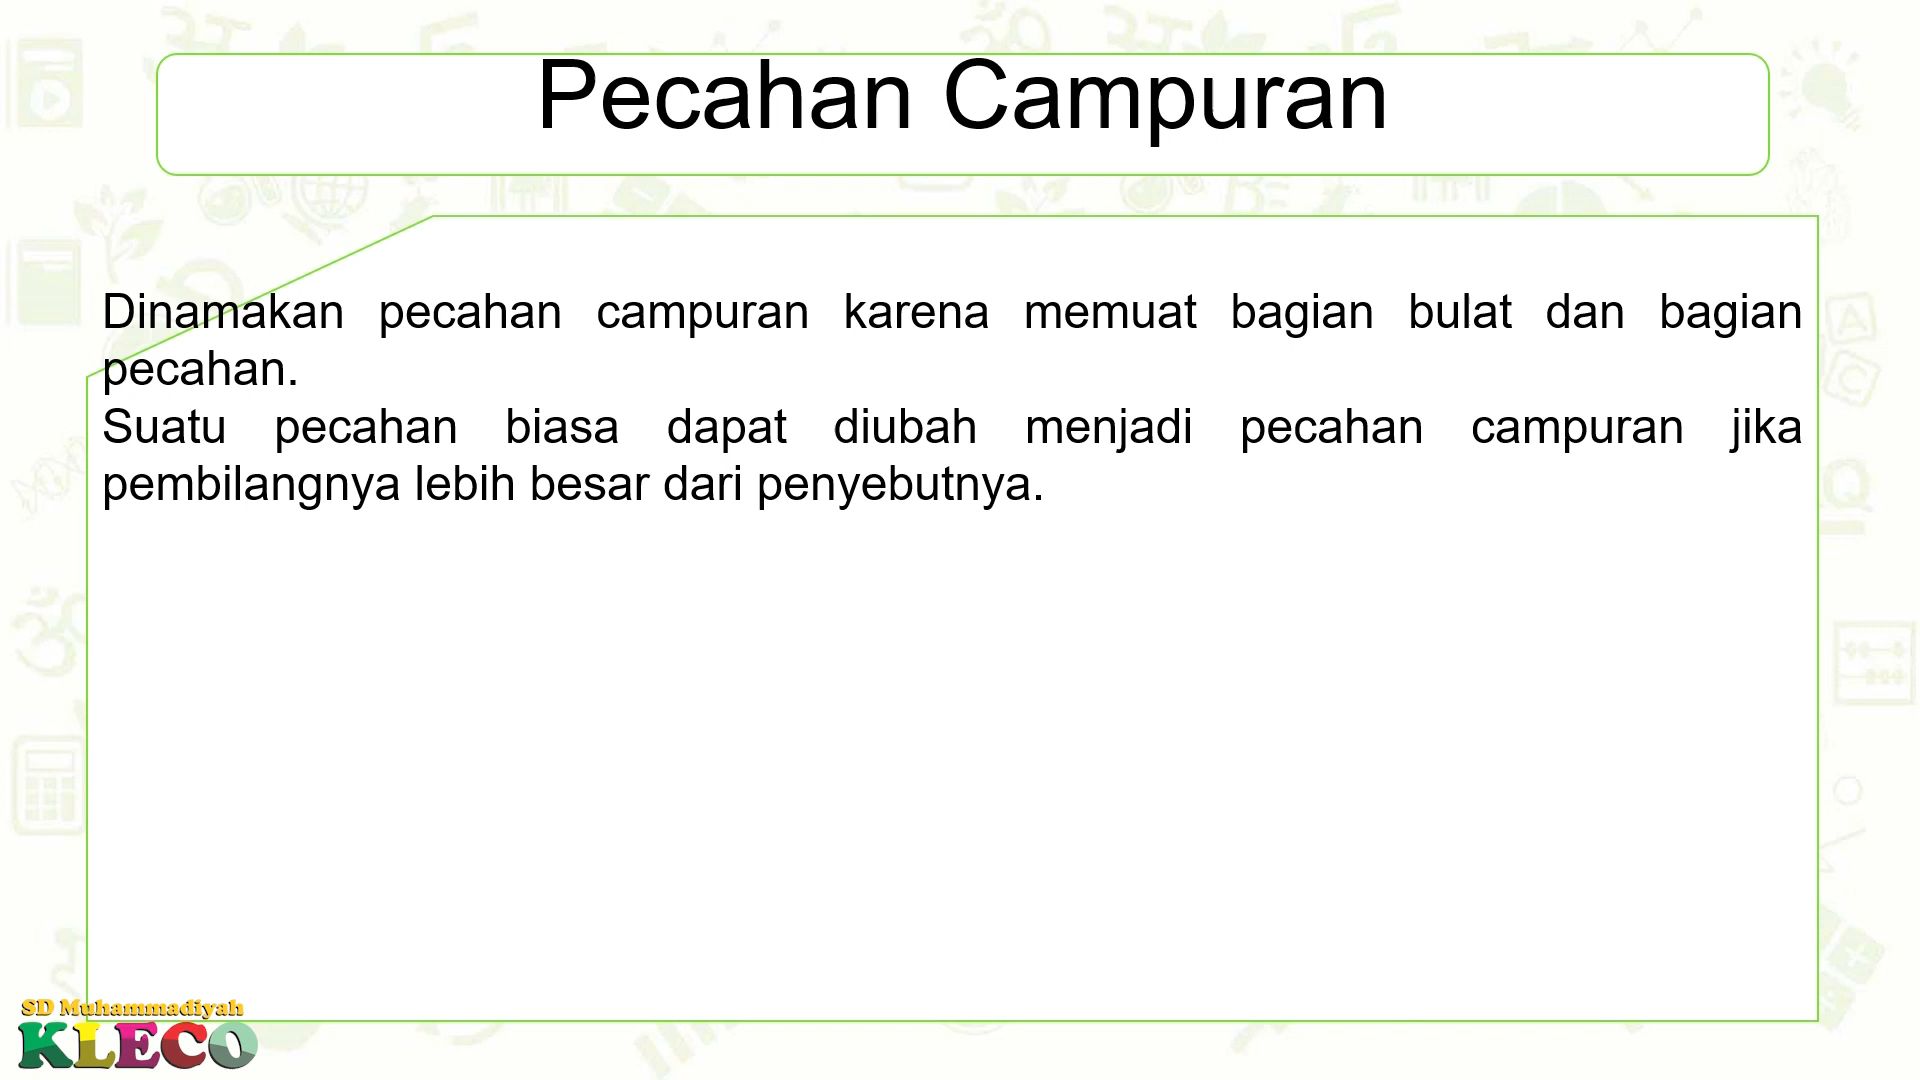 Pecahan Campuran
Dinamakan pecahan campuran karena memuat bagian bulat dan bagian
pecahan.
Suatu pecahan biasa dapat diubah menjadi pecahan campuran jika
pembilangnya lebih besar dari penyebutnya.
SD Muhammadiyah
KLECO